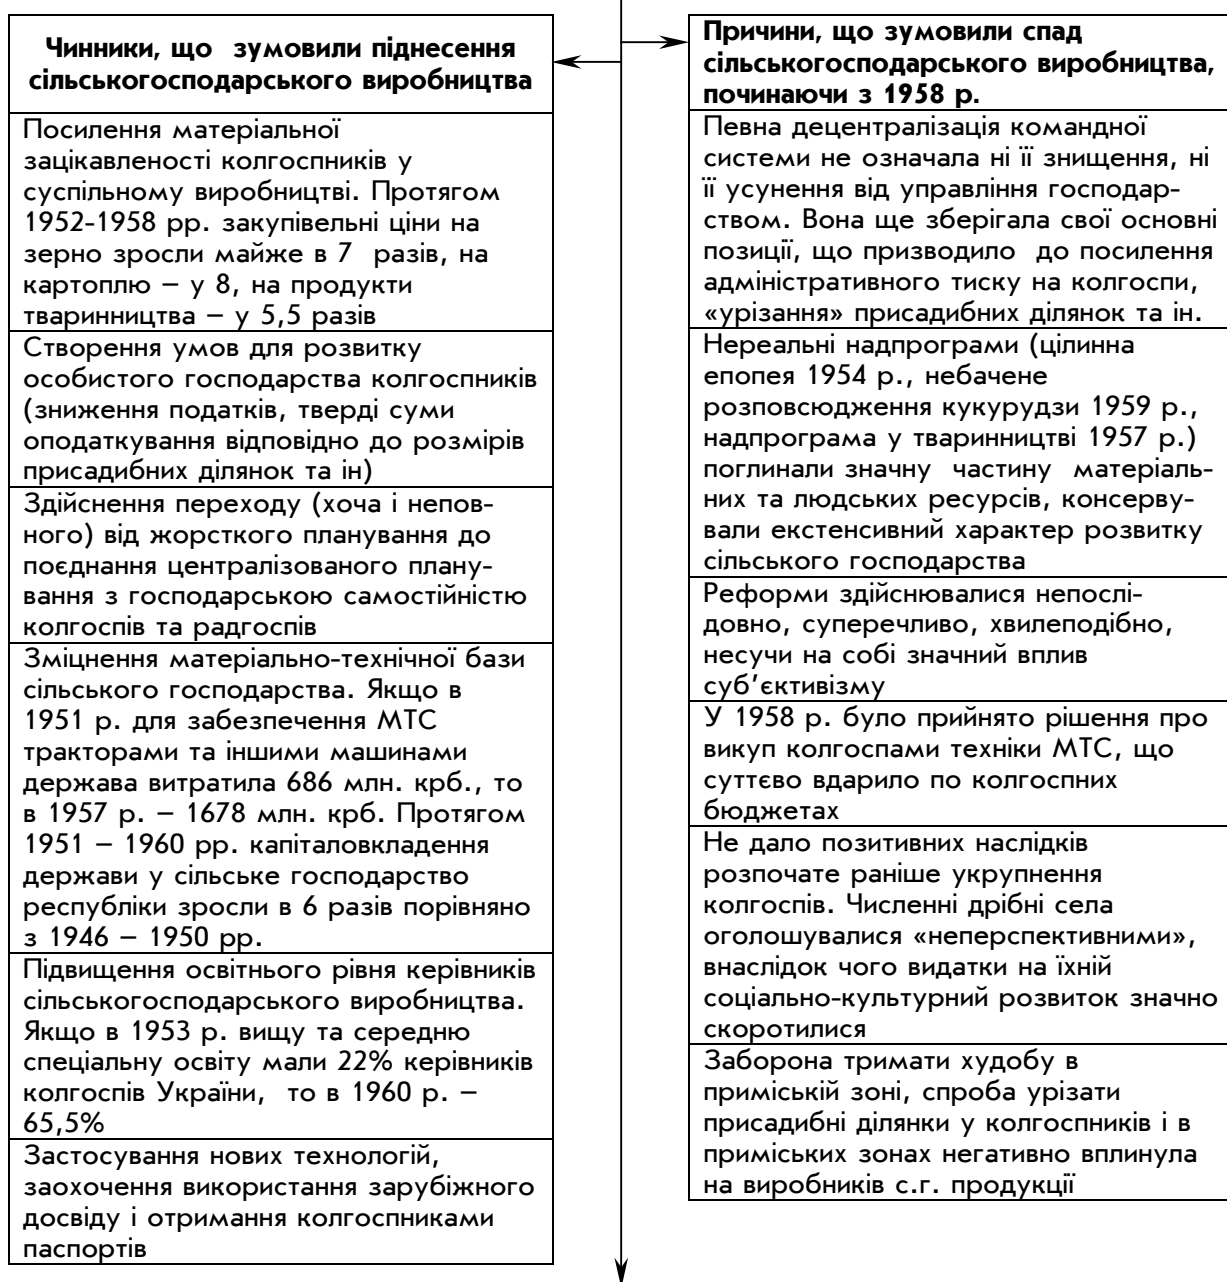 Чинники, що зумовили піднесення
сільськогосподарського виробництва
Посилення матеріальної
зацікавленості колгоспників у
суспільному виробництві. Протягом
1952-1958 рр. закупівельні ціни на
зерно зросли майже в 7 разів, на
картоплю – у 8, на продукти
тваринництва – у 5,5 разів
Створення умов для розвитку
особистого господарства колгоспників
(зниження податків, тверді суми
оподаткування відповідно до розмірів
присадибних ділянок та ін)
Здійснення переходу (хоча і непов-
ного) від жорсткого планування до
поєднання централізованого плану-
вання з господарською самостійністю
колгоспів та радгоспів
Зміцнення матеріально-технічної бази
сільського господарства. Якщо в
1951 р. для забезпечення МТС
тракторами та іншими машинами
держава витратила 686 млн. крб., то
в 1957 р. – 1678 млн. крб. Протягом
1951 – 1960 рр. капіталовкладення
держави у сільське господарство
республіки зросли в 6 разів порівняно
з 1946 – 1950 рр.
Підвищення освітнього рівня керівників
сільськогосподарського виробництва.
Якщо в 1953 р. вищу та середню
спеціальну освіту мали 22% керівників
колгоспів України, то в 1960 р. –
65,5%
Застосування нових технологій,
заохочення використання зарубіжного
досвіду і отримання колгоспниками
паспортів
Причини, що зумовили спад
сільськогосподарського виробництва,
починаючи з 1958 р.
Певна децентралізація командної
системи не означала ні її знищення, ні
її усунення від управління господар-
ством. Вона ще зберігала свої основні
позиції, що призводило до посилення
адміністративного тиску на колгоспи,
«урізання» присадибних ділянок та ін.
Нереальні надпрограми (цілинна
епопея 1954 р., небачене
розповсюдження кукурудзи 1959 р.,
надпрограма у тваринництві 1957 р.)
поглинали значну частину матеріаль-
них та людських ресурсів, консерву-
вали екстенсивний характер розвитку
сільського господарства
Реформи здійснювалися непослі-
довно, суперечливо, хвилеподібно,
несучи на собі значний вплив
суб'єктивізму
У 1958 р. було прийнято рішення про
викуп колгоспами техніки МТС, що
суттєво вдарило по колгоспних
бюджетах
Не дало позитивних наслідків
розпочате раніше укрупнення
колгоспів. Численні дрібні села
оголошувалися «неперспективними»,
внаслідок чого видатки на їхній
соціально-культурний розвиток значно
скоротилися
Заборона тримати худобу в
приміській зоні, спроба урізати
присадибні ділянки у колгоспників і в
приміських зонах негативно вплинула
на виробників с.г. продукції